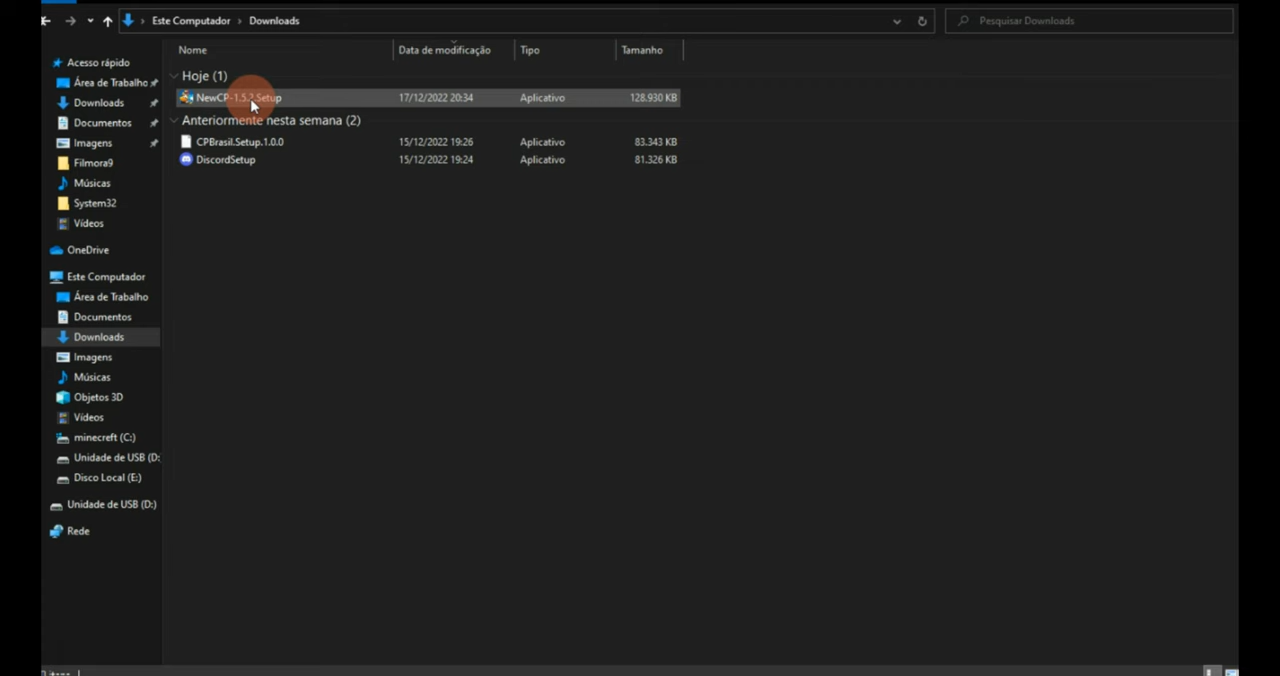 Este Computador > Downloads
Pesquisar Downloads
Nome Data de modificação Tipo Tamanho
Acesso rápido
Área de Trabalho
Downloads
Documentos
Imagens
Filmora9
Músicas
System32
Vídeos
OneDrive
Este Computador
Área de Trabalho
Documentos
Downloads
Imagens
Músicas
Objetos 3D
Vídeos
minecreft (C:)
Unidade de USB (D:
Disco Local (E:)
Unidade de USB (D:)
Rede
Hoje (1)
NewCP-1.5.2.Setup 17/12/2022 20:34 Aplicativo 128.930 KB
Anteriormente nesta semana (2)
CPBrasil.Setup.1.0.0 15/12/2022 19:26 Aplicativo 83.343 KB
DiscordSetup 15/12/2022 19:24 Aplicativo 81.326 KB